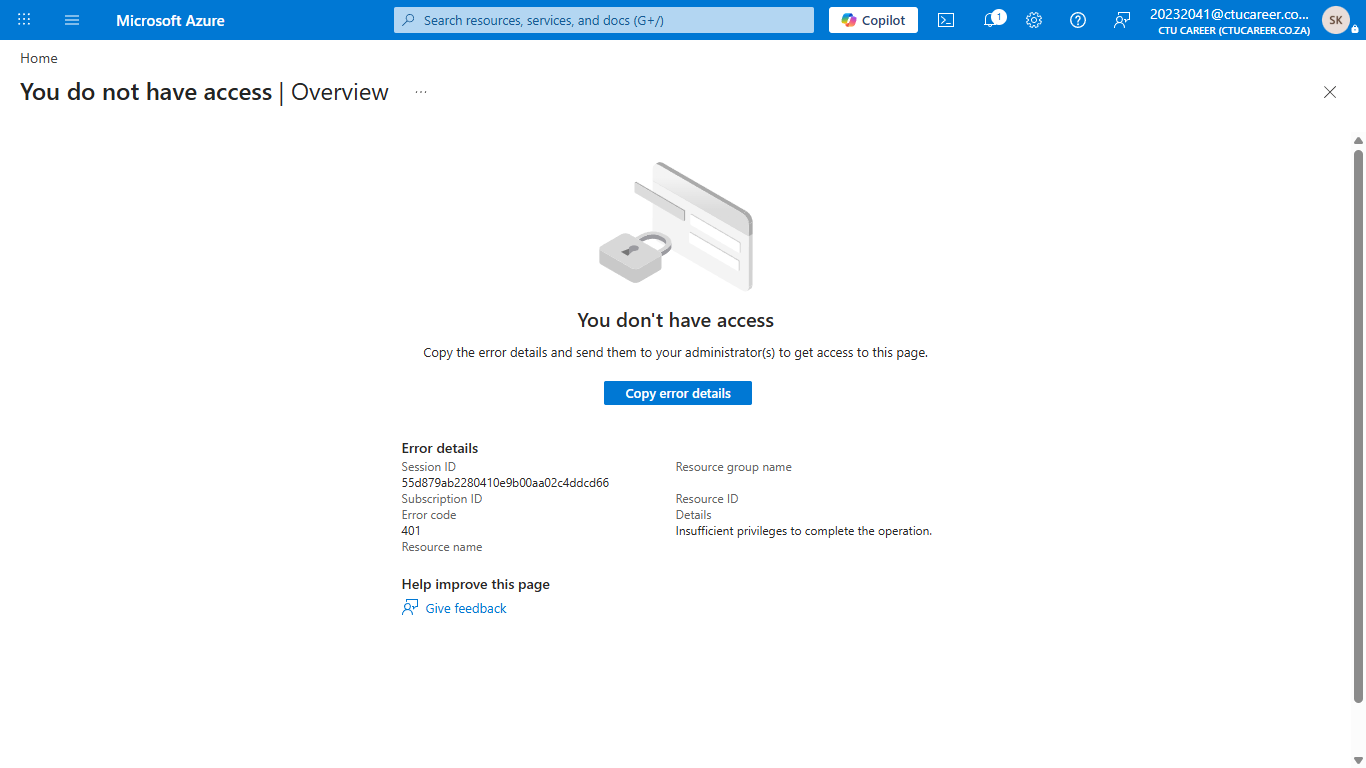 Microsoft Azure
Search resources, services, and docs (G+/)
Copilot
1
20232041@ctucareer.co...
CTU CAREER (CTUCAREER.CO.ZA)
SK
Home
You do not have access | Overview
...
You don't have access
Copy the error details and send them to your administrator(s) to get access to this page.
Copy error details
Error details
Session ID
55d879ab2280410e9b00aa02c4ddcd66
Subscription ID
Error code
401
Resource name
Resource group name
Resource ID
Details
Insufficient privileges to complete the operation.
Help improve this page
Give feedback